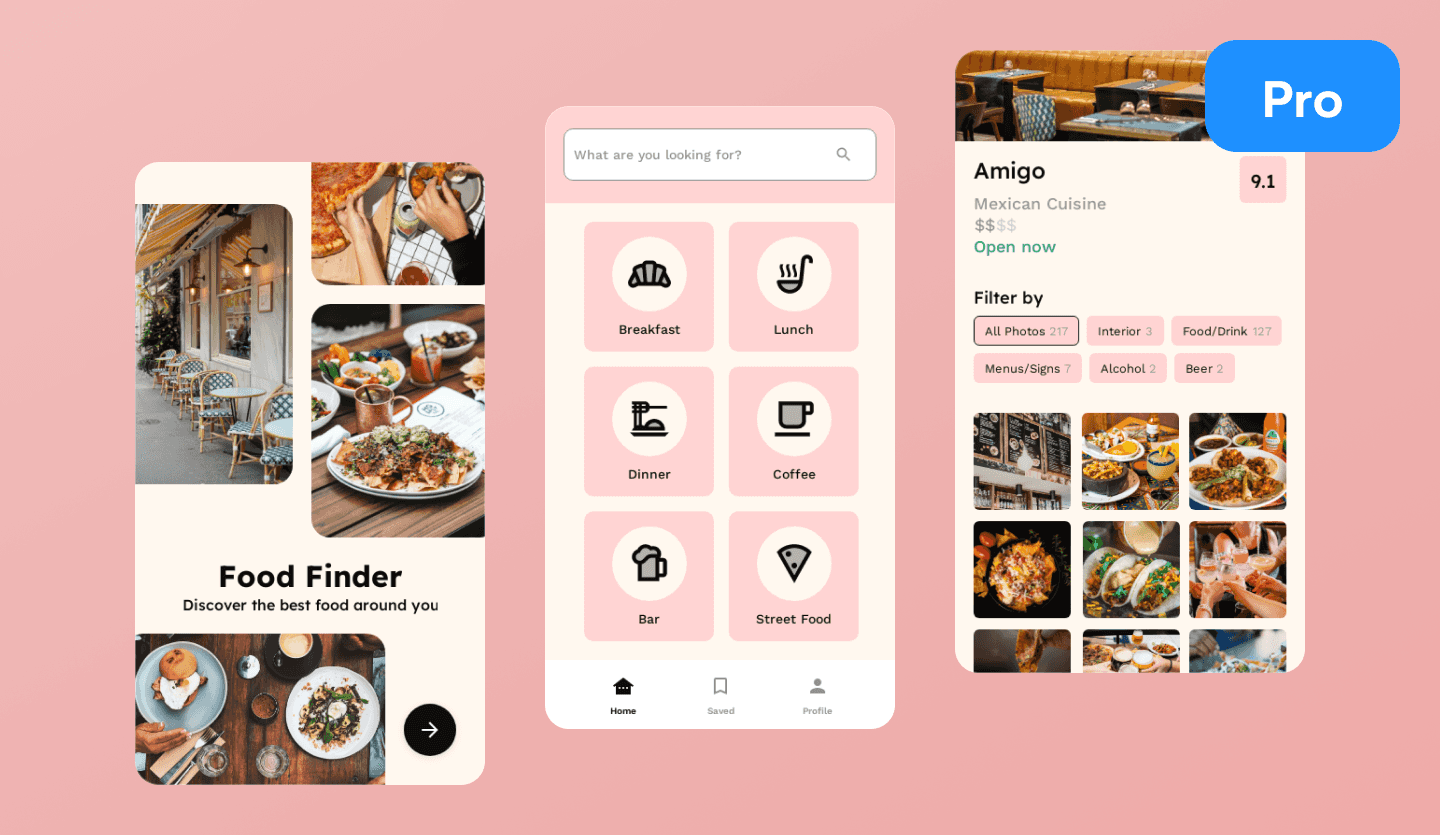 Food Finder
Discover the best food around you
What are you looking for?
Breakfast
Lunch
Dinner
Coffee
Bar
Street Food
Home
Saved
Profile
Pro
Amigo
9.1
Mexican Cuisine
$$$$
Open now
Filter by
All Photos 217
Interior 3
Food/Drink 127
Menus/Signs 7
Alcohol 2
Beer 2